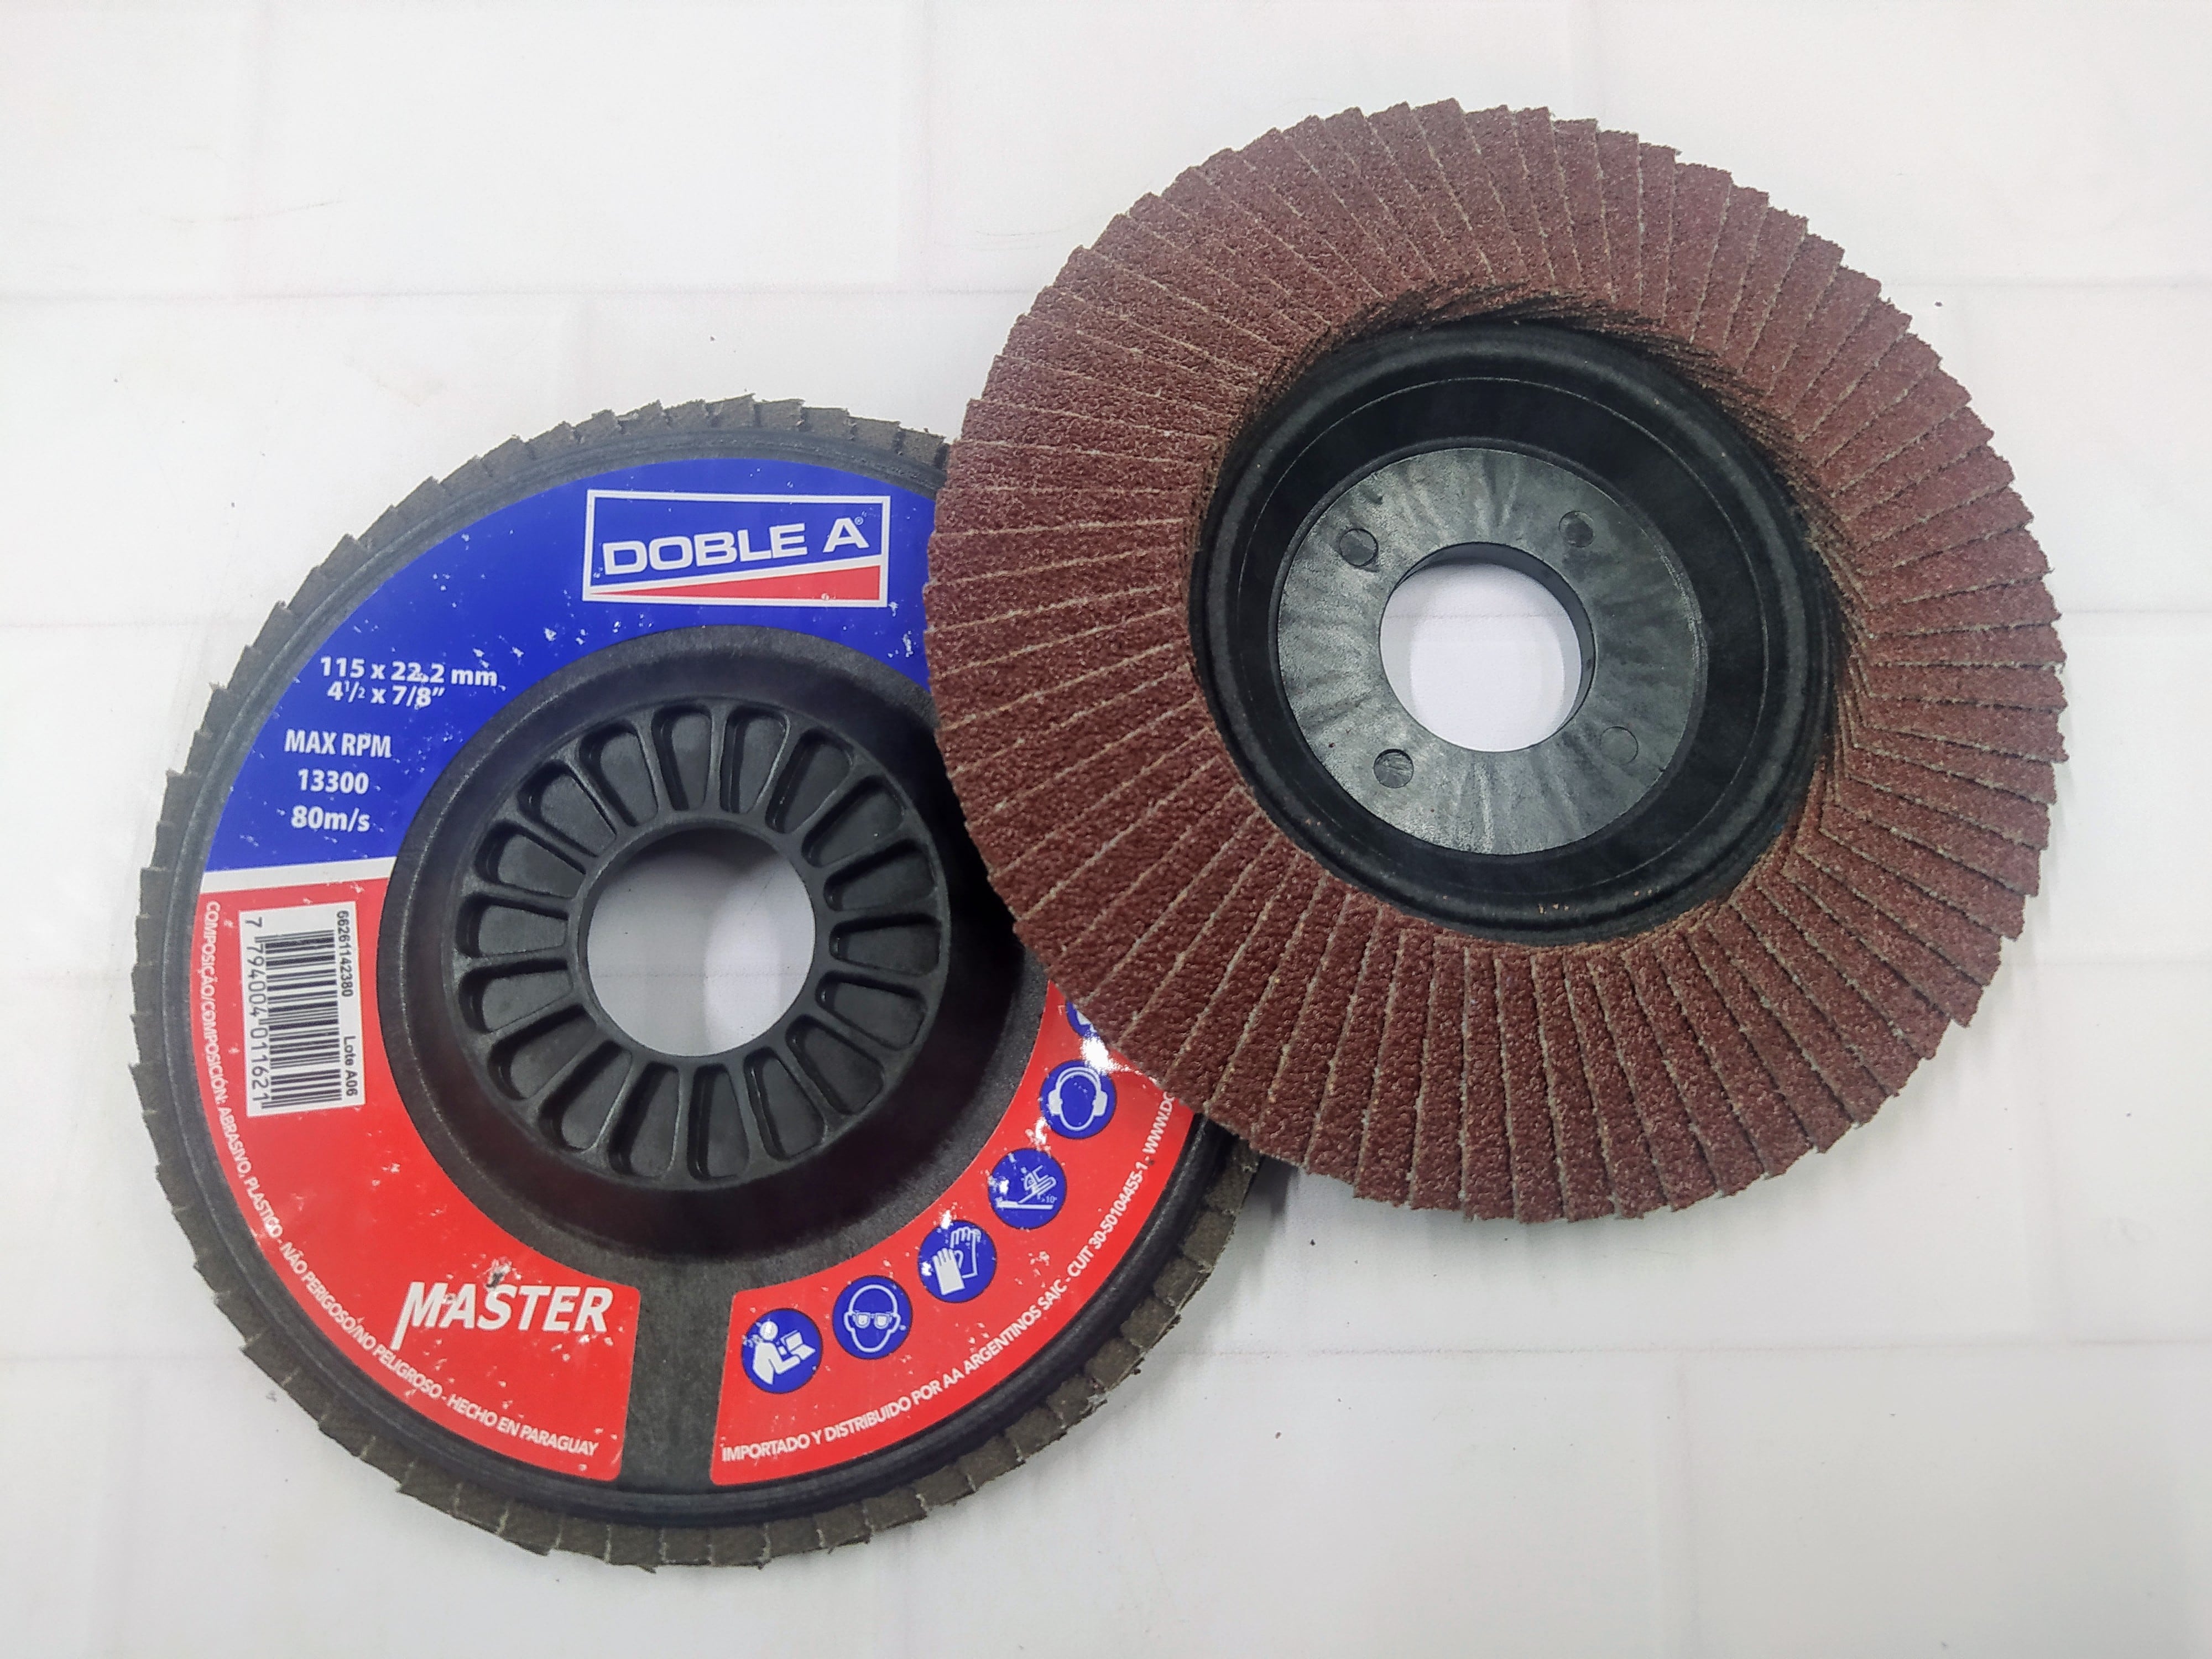 DOBLE A®
115 x 22.2 mm
4 1/2 x 7/8"
MAX RPM
13300
80m/s
66261142380 Lote A06
7 794004 011621
COMPOSIÇÃO/COMPOSICIÓN: ABRASIVO, PLASTICO - NÃO PERIGOSO/NO PELIGROSO - HECHO EN PARAGUAY
MASTER
>10°
IMPORTADO Y DISTRIBUIDO POR AA ARGENTINOS SAIC - CUIT 30-50104455-1 - WWW.DO